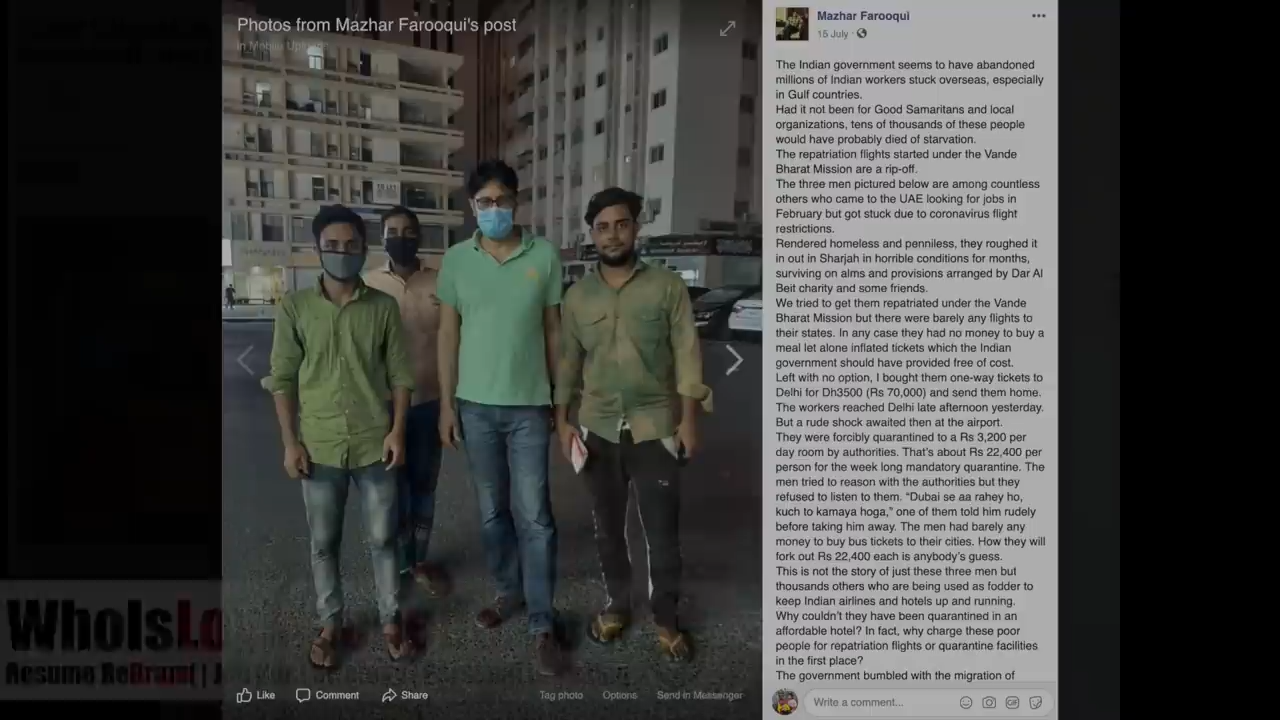 Photos from Mazhar Farooqui's post
in Mobile Uploads
Mazhar Farooqui
15 July ·
The Indian government seems to have abandoned
millions of Indian workers stuck overseas, especially
in Gulf countries.
Had it not been for Good Samaritans and local
organizations, tens of thousands of these people
would have probably died of starvation.
The repatriation flights started under the Vande
Bharat Mission are a rip-off.
The three men pictured below are among countless
others who came to the UAE looking for jobs in
February but got stuck due to coronavirus flight
restrictions.
Rendered homeless and penniless, they roughed it
out in Sharjah in horrible conditions for months,
surviving on alms and provisions arranged by Dar Al
Beit charity and some friends.
We tried to get them repatriated under the Vande
Bharat Mission but there were barely any flights to
their states. In any case they had no money to buy a
meal let alone inflated tickets which the Indian
government should have provided free of cost.
Left with no option, I bought them one-way tickets to
Delhi for Dh3500 (Rs 70,000) and send them home.
The workers reached Delhi late afternoon yesterday.
But a rude shock awaited then at the airport.
They were forcibly quarantined to a Rs 3,200 per
day room by authorities. That's about Rs 22,400 per
person for the week long mandatory quarantine. The
men tried to reason with the authorities but they
refused to listen to them. “Dubai se aa rahey ho,
kuch to kamaya hoga,” one of them told him rudely
before taking him away. The men had barely any
money to buy bus tickets to their cities. How they will
fork out Rs 22,400 each is anybody's guess.
This is not the story of just these three men but
thousands others who are being used as fodder to
keep Indian airlines and hotels up and running.
Why couldn't they have been quarantined in an
affordable hotel? In fact, why charge these poor
people for repatriation flights or quarantine facilities
in the first place?
The government bumbled with the migration of
Like
Comment
Share
Tag photo
Options
Send in Messenger
Write a comment...
WhoIsLo
Resume ReBrand |